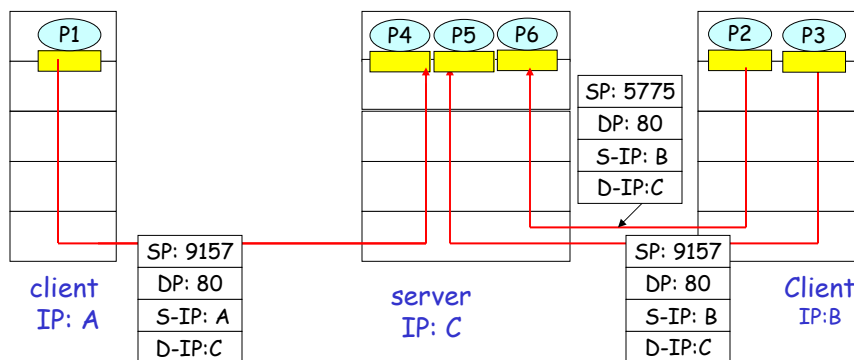 P1
P4
P5
P6
P2
P3
SP: 5775
DP: 80
S-IP: B
D-IP:C
SP: 9157
DP: 80
S-IP: A
D-IP:C
SP: 9157
DP: 80
S-IP: B
D-IP:C
client
IP: A
server
IP: C
Client
IP:B